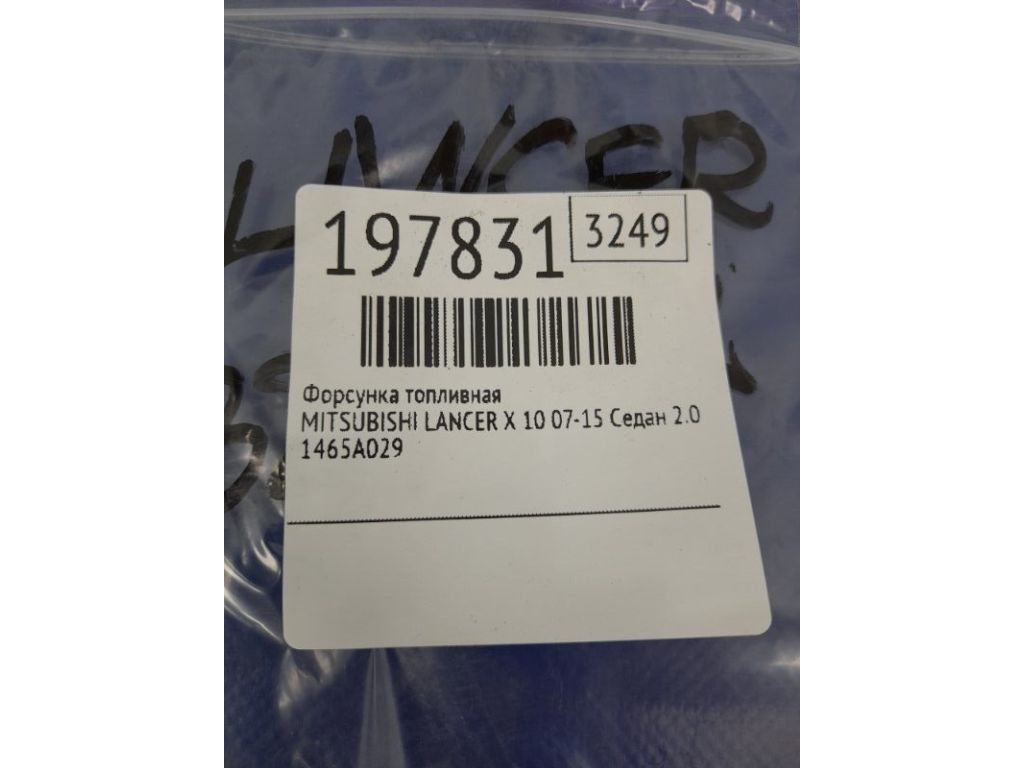 LANCER
197831
3249
Форсунка топливная
MITSUBISHI LANCER X 10 07-15 Седан 2.0
1465A029